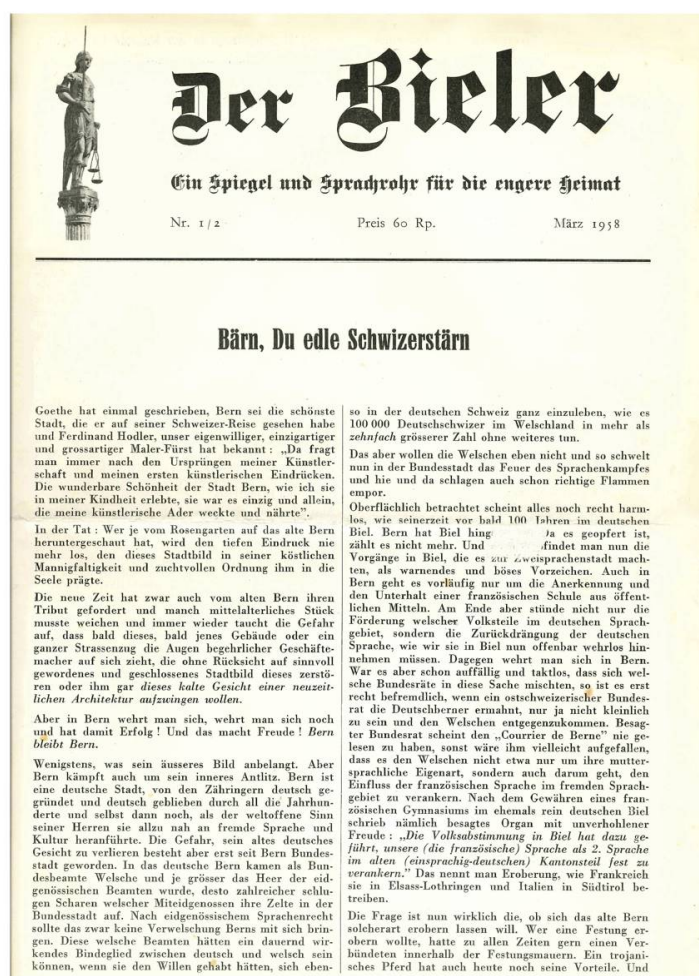 Der Bieler
Ein Spiegel und Sprachrohr für die engere Heimat
Nr. 1/2 Preis 60 Rp. März 1958
Bärn, Du edle Schwizerstärn
Goethe hat einmal geschrieben, Bern sei die schönste
Stadt, die er auf seiner Schweizer-Reise gesehen habe
und Ferdinand Hodler, unser eigenwilliger, einzigartiger
und grossartiger Maler-Fürst hat bekannt : „Da fragt
man immer nach den Ursprüngen meiner Künstler-
schaft und meinen ersten künstlerischen Eindrücken.
Die wunderbare Schönheit der Stadt Bern, wie ich sie
in meiner Kindheit erlebte, sie war es einzig und allein,
die meine künstlerische Ader weckte und nährte”.
In der Tat : Wer je vom Rosengarten auf das alte Bern
heruntergeschaut hat, wird den tiefen Eindruck nie
mehr los, den dieses Stadtbild in seiner köstlichen
Mannigfaltigkeit und zuchtvollen Ordnung ihm in die
Seele prägte.
Die neue Zeit hat zwar auch vom alten Bern ihren
Tribut gefordert und manch mittelalterliches Stück
musste weichen und immer wieder taucht die Gefahr
auf, dass bald dieses, bald jenes Gebäude oder ein
ganzer Strassenzug die Augen begehrlicher Geschäfte-
macher auf sich zieht, die ohne Rücksicht auf sinnvoll
gewordenes und geschlossenes Stadtbild dieses zerstö-
ren oder ihm gar dieses kalte Gesicht einer neuzeit-
lichen Architektur aufzwingen wollen.
Aber in Bern wehrt man sich, wehrt man sich noch
und hat damit Erfolg ! Und das macht Freude ! Bern
bleibt Bern.
Wenigstens, was sein äusseres Bild anbelangt. Aber
Bern kämpft auch um sein inneres Antlitz. Bern ist
eine deutsche Stadt, von den Zähringern deutsch ge-
gründet und deutsch geblieben durch all die Jahrhun-
derte und selbst dann noch, als der weltoffene Sinn
seiner Herren sie allzu nah an fremde Sprache und
Kultur heranführte. Die Gefahr, sein altes deutsches
Gesicht zu verlieren besteht aber erst seit Bern Bundes-
stadt geworden. In das deutsche Bern kamen als Bun-
desbeamte Welsche und je grösser das Heer der eid-
genössischen Beamten wurde, desto zahlreicher schlu-
gen Scharen welscher Miteidgenossen ihre Zelte in der
Bundesstadt auf. Nach eidgenössischem Sprachenrecht
sollte das zwar keine Verwelschung Berns mit sich brin-
gen. Diese welsche Beamten hätten ein dauernd wir-
kendes Bindeglied zwischen deutsch und welsch sein
können, wenn sie den Willen gehabt hätten, sich eben-
so in der deutschen Schweiz ganz einzuleben, wie es
100 000 Deutschschwizer im Welschland in mehr als
zehnfach grösserer Zahl ohne weiteres tun.
Das aber wollen die Welschen eben nicht und so schwelt
nun in der Bundesstadt das Feuer des Sprachenkampfes
und hie und da schlagen auch schon richtige Flammen
empor.
Oberflächlich betrachtet scheint alles noch recht harm-
los, wie seinerzeit vor bald 100 Jahren im deutschen
Biel. Bern hat Biel es geopfert ist,
zählt es nicht mehr. Und findet man nun die
Vorgänge in Biel, die es zur Zweisprachenstadt mach-
ten, als warnendes und böses Vorzeichen. Auch in
Bern geht es vorläufig nur um die Anerkennung und
den Unterhalt einer französischen Schule aus öffent-
lichen Mitteln. Am Ende aber stünde nicht nur die
Förderung welscher Volksteile im deutschen Sprach-
gebiet, sondern die Zurückdrängung der deutschen
Sprache, wie wir sie in Biel nun offenbar wehrlos hin-
nehmen müssen. Dagegen wehrt man sich in Bern.
War es aber schon auffällig und taktlos, dass sich wel-
sche Bundesräte in diese Sache mischten, so ist es erst
recht befremdlich, wenn ein ostschweizerischer Bundes-
rat die Deutschberner ermahnt, nur ja nicht kleinlich
zu sein und den Welschen entgegenzukommen. Besag-
ter Bundesrat scheint den „Courrier de Berne” nie ge-
lesen zu haben, sonst wäre ihm vielleicht aufgefallen,
dass es den Welschen nicht etwa nur um ihre mutter-
sprachliche Eigenart, sondern auch darum geht, den
Einfluss der französischen Sprache im fremden Sprach-
gebiet zu verankern. Nach dem Gewähren eines fran-
zösischen Gymnasiums im ehemals rein deutschen Biel
schrieb nämlich besagtes Organ mit unverhohlener
Freude : „Die Volksabstimmung in Biel hat dazu ge-
führt, unsere (die französische) Sprache als 2. Sprache
im alten (einsprachig-deutschen) Kantonsteil fest zu
verankern.” Das nennt man Eroberung, wie Frankreich
sie in Elsass-Lothringen und Italien in Südtirol be-
treiben.
Die Frage ist nun wirklich die, ob sich das alte Bern
solcherart erobern lassen will. Wer eine Festung er-
obern wollte, hatte zu allen Zeiten gern einen Ver-
bündeten innerhalb der Festungsmauern. Ein trojani-
sches Pferd hat auch heute noch seine Vorteile. Und